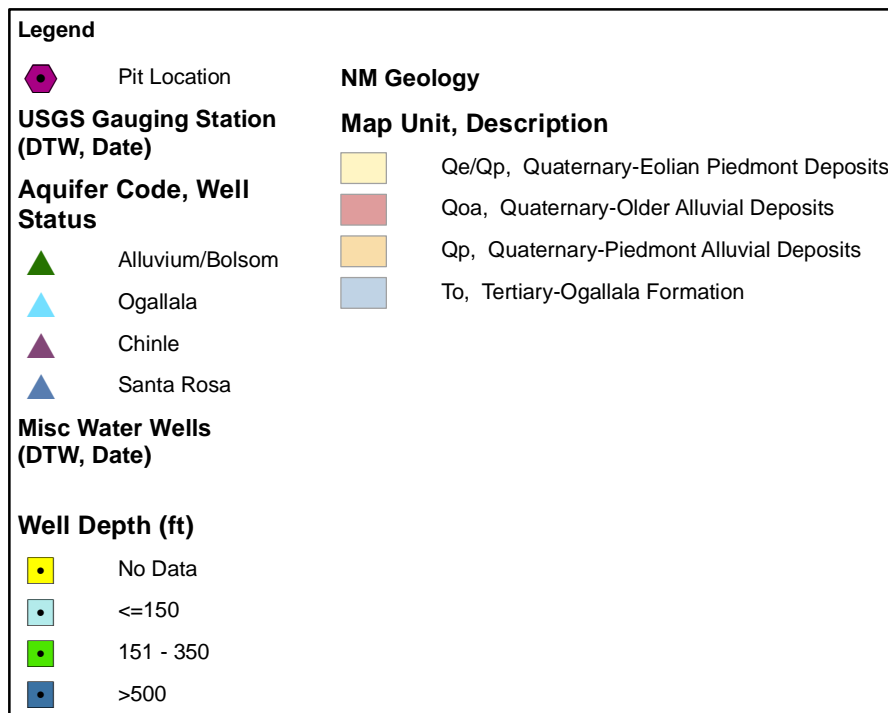 Legend
Pit Location
USGS Gauging Station
(DTW, Date)
Aquifer Code, Well
Status
Alluvium/Bolsom
Ogallala
Chinle
Santa Rosa
Misc Water Wells
(DTW, Date)
Well Depth (ft)
No Data
<=150
151 - 350
>500
NM Geology
Map Unit, Description
Qe/Qp, Quaternary-Eolian Piedmont Deposits
Qoa, Quaternary-Older Alluvial Deposits
Qp, Quaternary-Piedmont Alluvial Deposits
To, Tertiary-Ogallala Formation